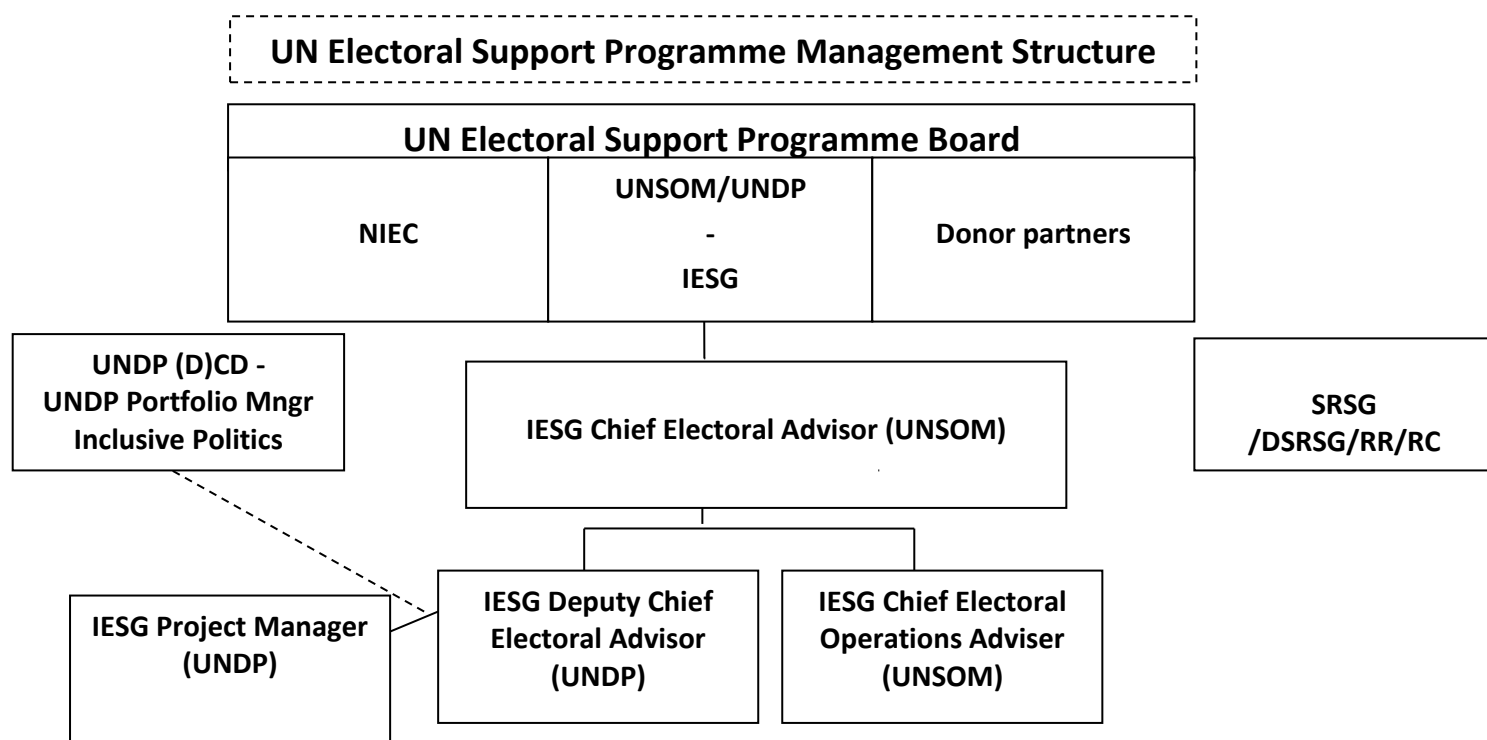 UN Electoral Support Programme Management Structure
UN Electoral Support Programme Board
NIEC
UNSOM/UNDP
-
IESG
Donor partners
UNDP (D)CD -
UNDP Portfolio Mngr
Inclusive Politics
IESG Chief Electoral Advisor (UNSOM)
SRSG
/DSRSG/RR/RC
IESG Project Manager
(UNDP)
IESG Deputy Chief
Electoral Advisor
(UNDP)
IESG Chief Electoral
Operations Adviser
(UNSOM)